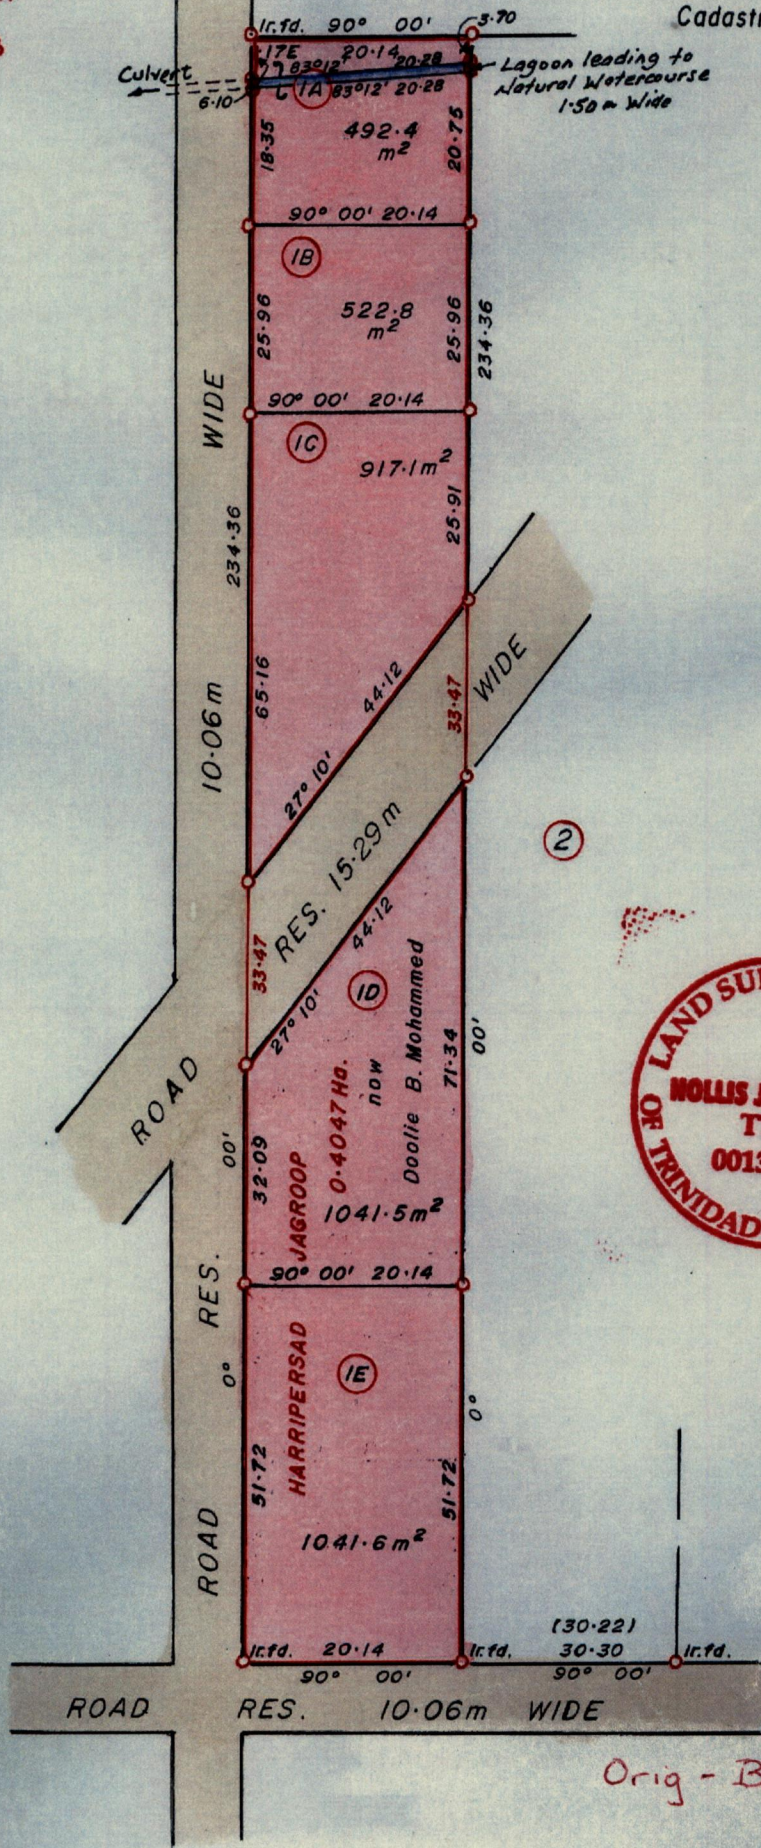 Cadastr
Ir.fd. 90° 00'
3·70
17E 20·14
Culvert
83°12' 20·28
Lagoon leading to
Natural Watercourse
1·50 m Wide
1A
83°12' 20·28
6·10
18·35
492·4
m²
20·75
90° 00' 20·14
1B
25·96
522·8
m²
25·96
234·36
90° 00' 20·14
WIDE
1C
917·1m²
25·91
234·36
65·16
44·12
27° 10'
10·06m
33·47
WIDE
RES. 15·29m
2
33·47
44·12
27° 10'
1D
ROAD
00'
32·09
JAGROOP
0·4047 Ha.
now
Doolie B. Mohammed
71·34
00'
1041·5m²
LAND SU
HOLLIS J
T
0013
OF TRINIDAD
90° 00' 20·14
RES.
0°
HARRIPERSAD
1E
0°
51·72
51·72
1041·6m²
ROAD
(30·22)
Ir.fd. 20·14 Ir.fd. 30·30 Ir.fd.
90° 00' 90° 00'
ROAD RES. 10·06m WIDE
Orig - B